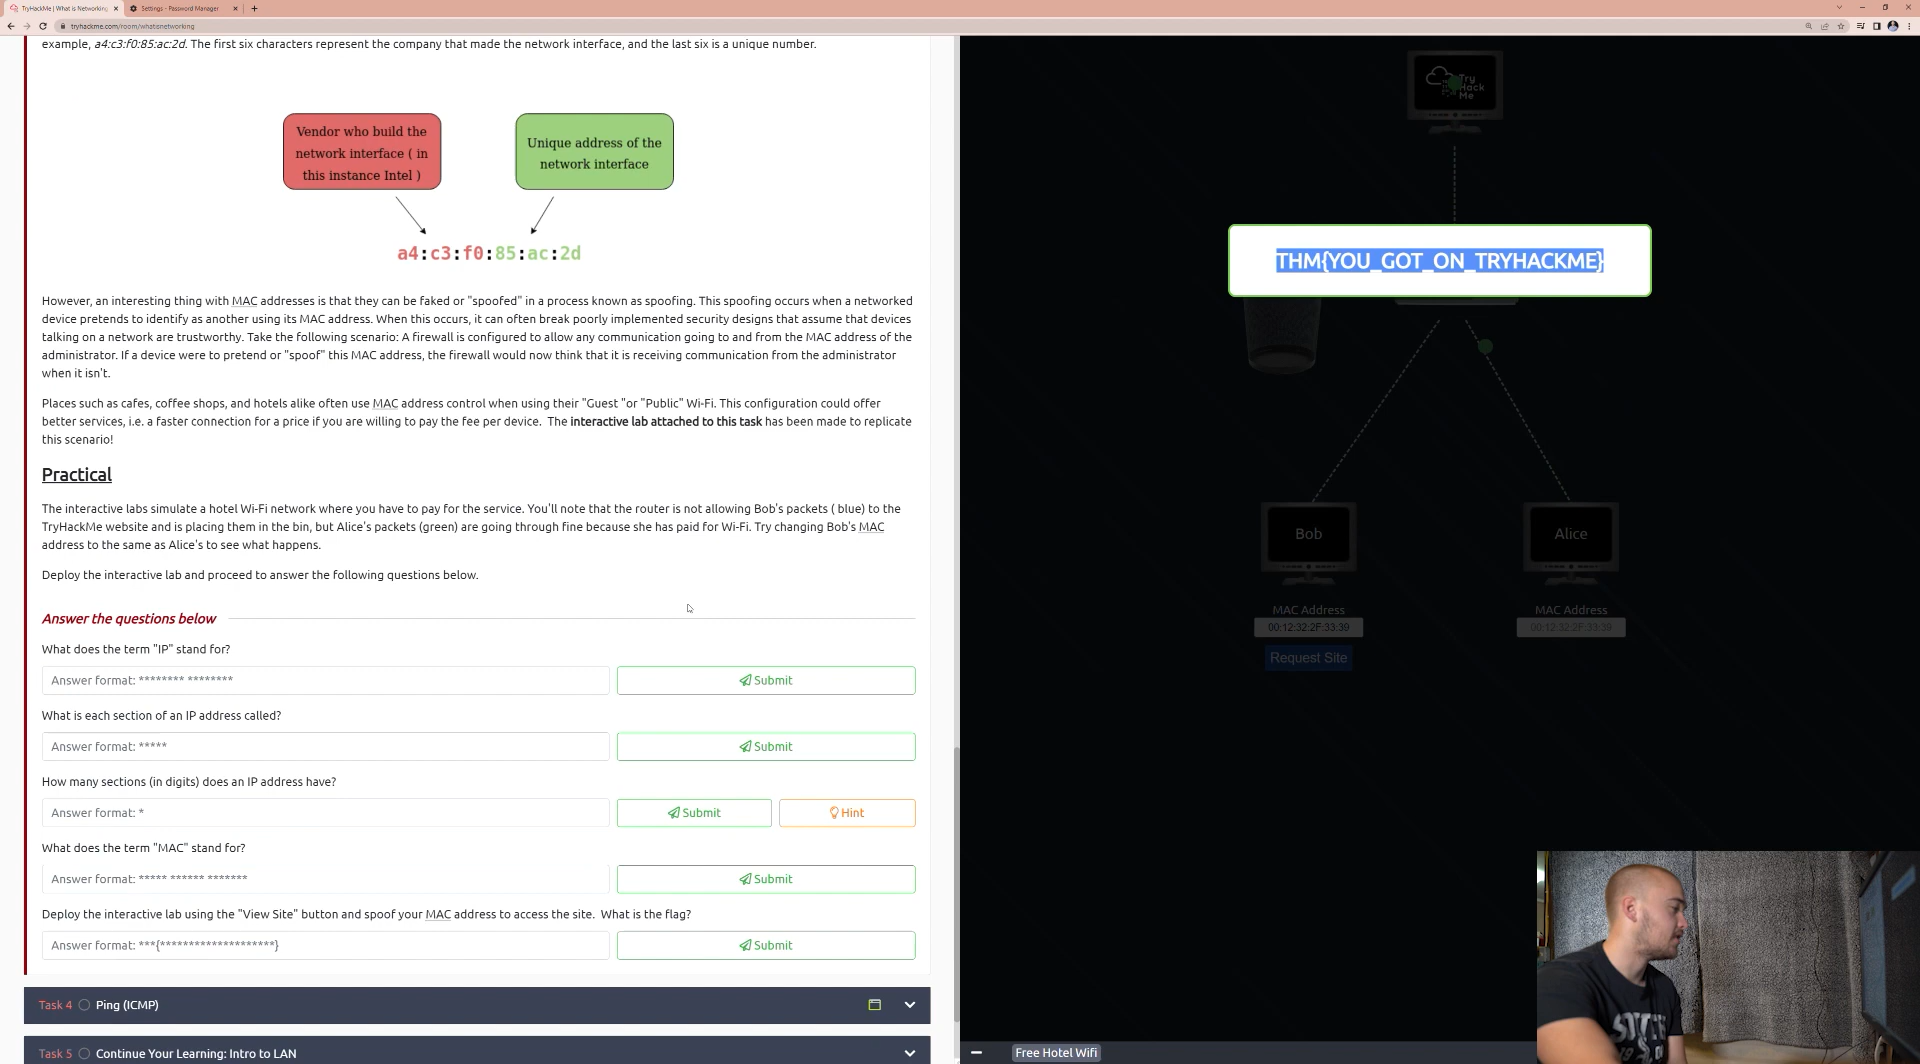 TryHackMe | What is Networking
Settings - Password Manager
tryhackme.com/room/whatisnetworking
example, a4:c3:f0:85:ac:2d. The first six characters represent the company that made the network interface, and the last six is a unique number.
Vendor who build the
network interface ( in
this instance Intel )
Unique address of the
network interface
a4:c3:f0:85:ac:2d
However, an interesting thing with MAC addresses is that they can be faked or "spoofed" in a process known as spoofing. This spoofing occurs when a networked
device pretends to identify as another using its MAC address. When this occurs, it can often break poorly implemented security designs that assume that devices
talking on a network are trustworthy. Take the following scenario: A firewall is configured to allow any communication going to and from the MAC address of the
administrator. If a device were to pretend or "spoof" this MAC address, the firewall would now think that it is receiving communication from the administrator
when it isn't.
Places such as cafes, coffee shops, and hotels alike often use MAC address control when using their "Guest "or "Public" Wi-Fi. This configuration could offer
better services, i.e. a faster connection for a price if you are willing to pay the fee per device.  The interactive lab attached to this task has been made to replicate
this scenario!
Practical
The interactive labs simulate a hotel Wi-Fi network where you have to pay for the service. You'll note that the router is not allowing Bob's packets ( blue) to the
TryHackMe website and is placing them in the bin, but Alice's packets (green) are going through fine because she has paid for Wi-Fi. Try changing Bob's MAC
address to the same as Alice's to see what happens.
Deploy the interactive lab and proceed to answer the following questions below.
Answer the questions below
What does the term "IP" stand for?
Answer format: ******** ********
Submit
What is each section of an IP address called?
Answer format: *****
Submit
How many sections (in digits) does an IP address have?
Answer format: *
Submit
Hint
What does the term "MAC" stand for?
Answer format: ***** ****** *******
Submit
Deploy the interactive lab using the "View Site" button and spoof your MAC address to access the site.  What is the flag?
Answer format: ***{********************}
Submit
Task 4 Ping (ICMP)
Task 5 Continue Your Learning: Intro to LAN
Try
Hack
Me
THM{YOU_GOT_ON_TRYHACKME}
Bob
Alice
MAC Address
00:12:32:2F:33:39
Request Site
MAC Address
00:12:32:2F:33:39
Free Hotel Wifi